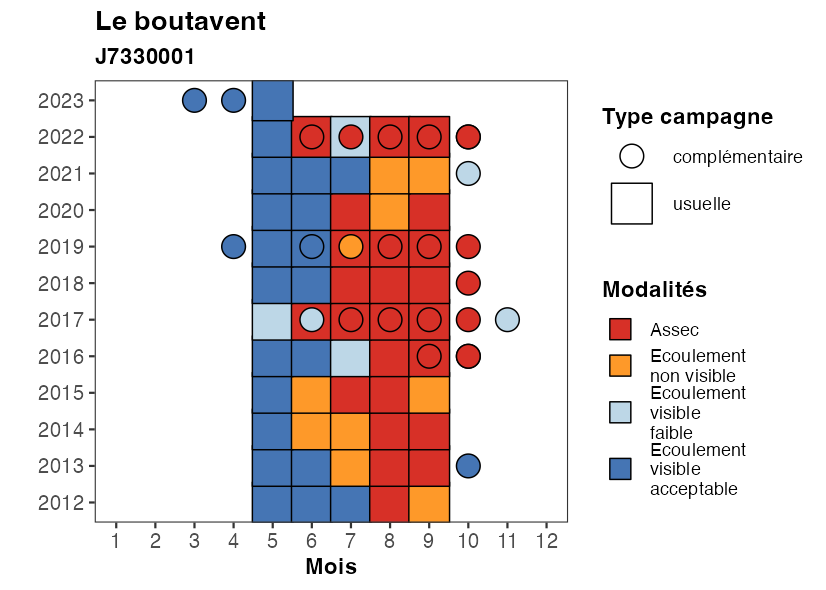 Le boutavent
J7330001
2023
2022
2021
2020
2019
2018
2017
2016
2015
2014
2013
2012
1 2 3 4 5 6 7 8 9 10 11 12
Mois
Type campagne
complémentaire
usuelle
Modalités
Assec
Ecoulement
non visible
Ecoulement
visible
faible
Ecoulement
visible
acceptable